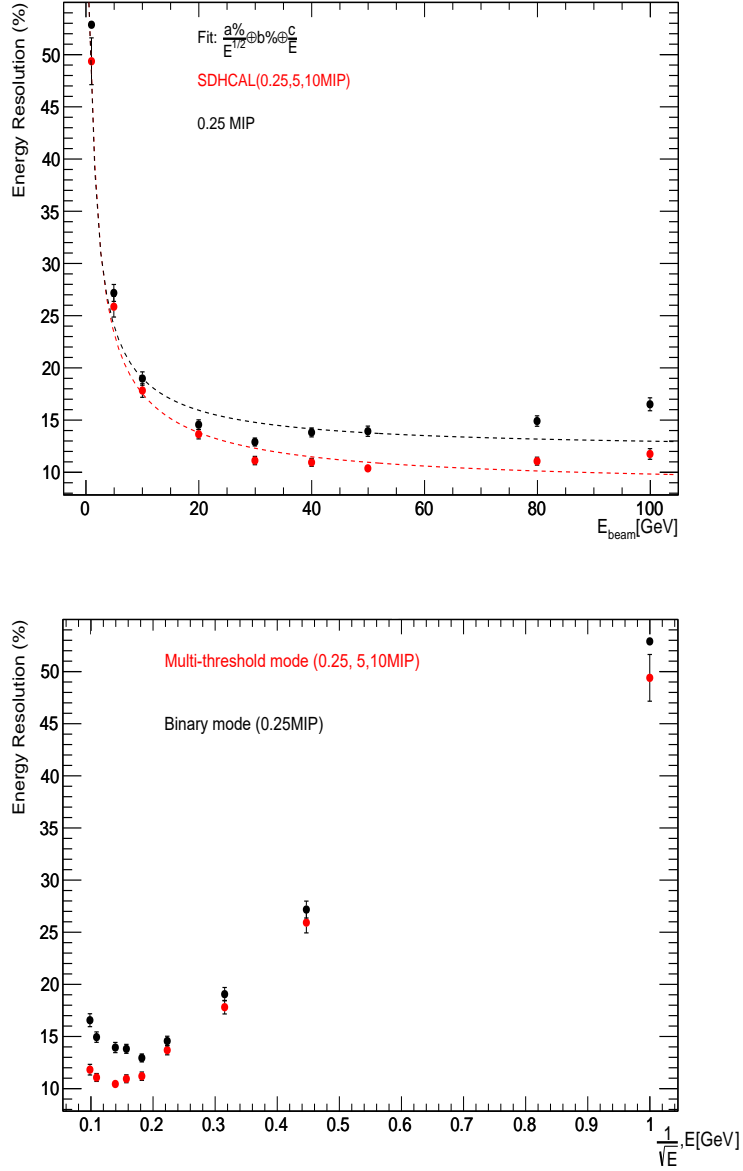 Energy Resolution (%)
Fit: a%/E^1/2 ⊕b%⊕ c/E
SDHCAL(0.25,5,10MIP)
0.25 MIP
50
45
40
35
30
25
20
15
10
0 20 40 60 80 100
E_beam[GeV]
Energy Resolution (%)
Multi-threshold mode (0.25, 5,10MIP)
Binary mode (0.25MIP)
50
45
40
35
30
25
20
15
10
0.1 0.2 0.3 0.4 0.5 0.6 0.7 0.8 0.9 1
1/√E ,E[GeV]